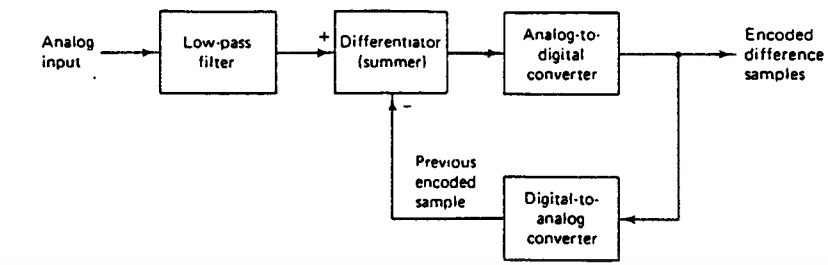 Analog
input
Low-pass
filter
+
Differentiator
(summer)
Analog-to-
digital
converter
Encoded
difference
samples
–
Previous
encoded
sample
Digital-to-
analog
converter